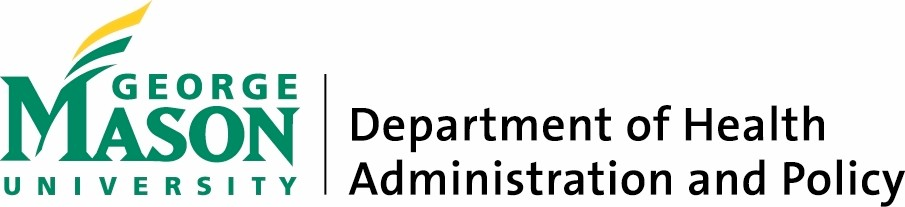 GEORGE
MASON
UNIVERSITY
Department of Health
Administration and Policy